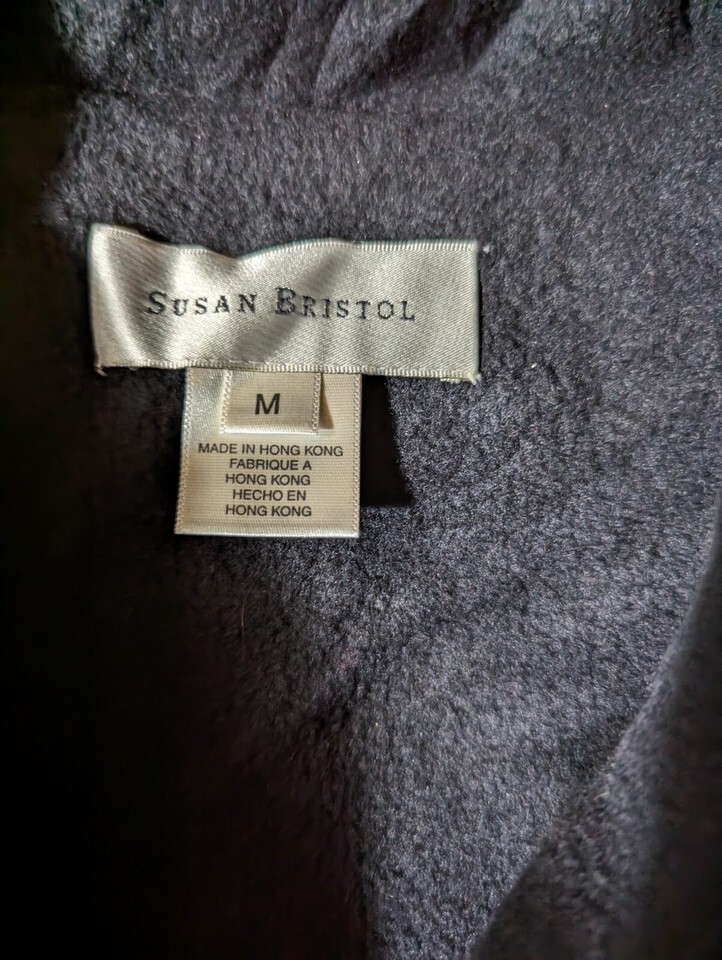 SUSAN BRISTOL
M
MADE IN HONG KONG
FABRIQUE A
HONG KONG
HECHO EN
HONG KONG